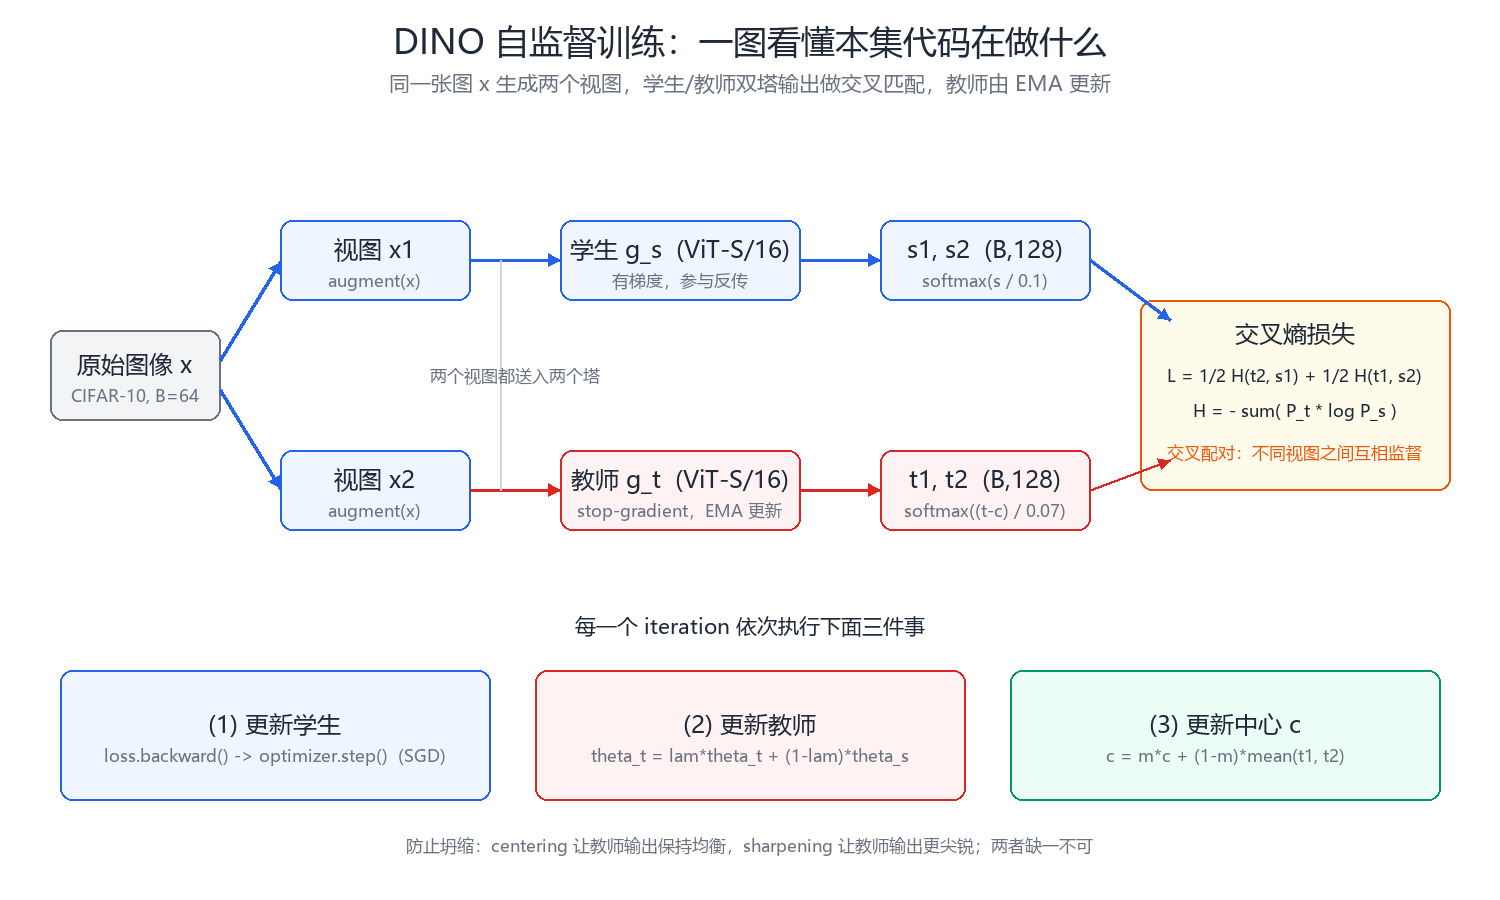 DINO 自监督训练：一图看懂本集代码在做什么
同一张图 x 生成两个视图，学生/教师双塔输出做交叉匹配，教师由 EMA 更新
视图 x1
augment(x)
学生 g_s  (ViT-S/16)
有梯度，参与反传
s1, s2  (B,128)
softmax(s / 0.1)
原始图像 x
CIFAR-10, B=64
两个视图都送入两个塔
交叉熵损失
L = 1/2 H(t2, s1) + 1/2 H(t1, s2)
H = - sum( P_t * log P_s )
交叉配对：不同视图之间互相监督
视图 x2
augment(x)
教师 g_t  (ViT-S/16)
stop-gradient，EMA 更新
t1, t2  (B,128)
softmax((t-c) / 0.07)
每一个 iteration 依次执行下面三件事
(1) 更新学生
loss.backward() -> optimizer.step()  (SGD)
(2) 更新教师
theta_t = lam*theta_t + (1-lam)*theta_s
(3) 更新中心 c
c = m*c + (1-m)*mean(t1, t2)
防止坍缩：centering 让教师输出保持均衡，sharpening 让教师输出更尖锐；两者缺一不可